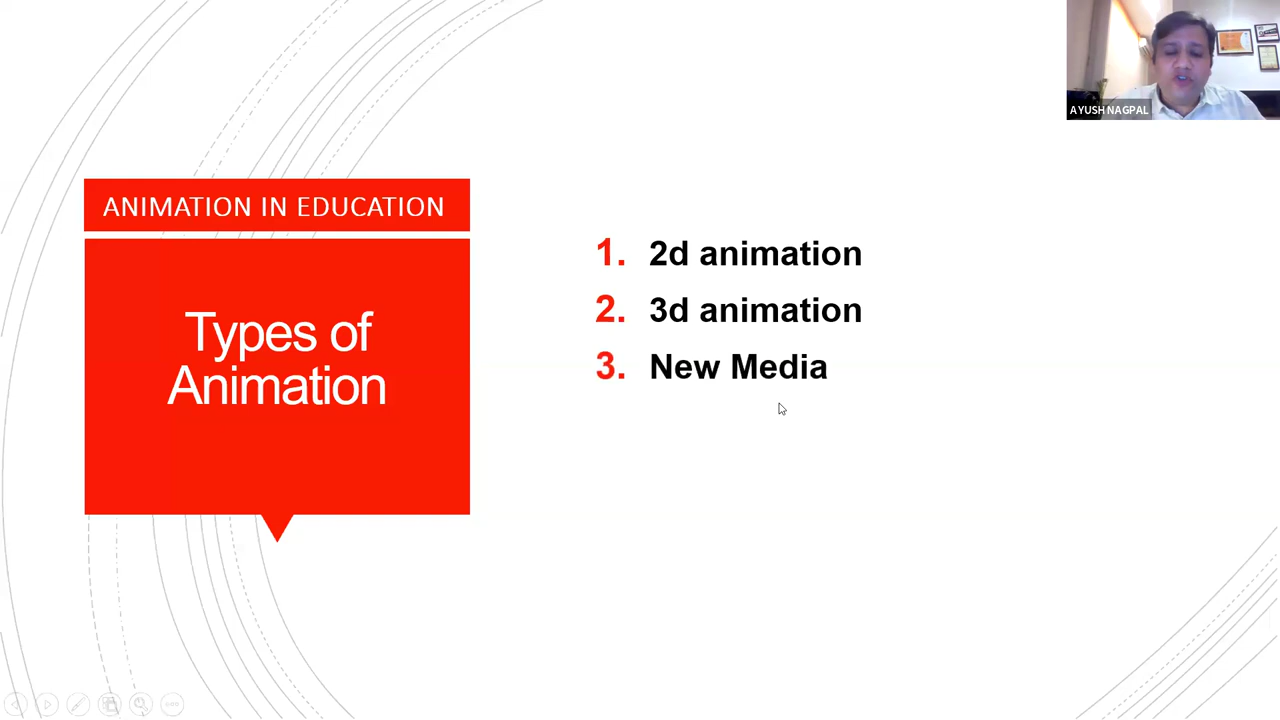 AYUSH NAGPAL
ANIMATION IN EDUCATION
Types of
Animation
1. 2d animation
2. 3d animation
3. New Media